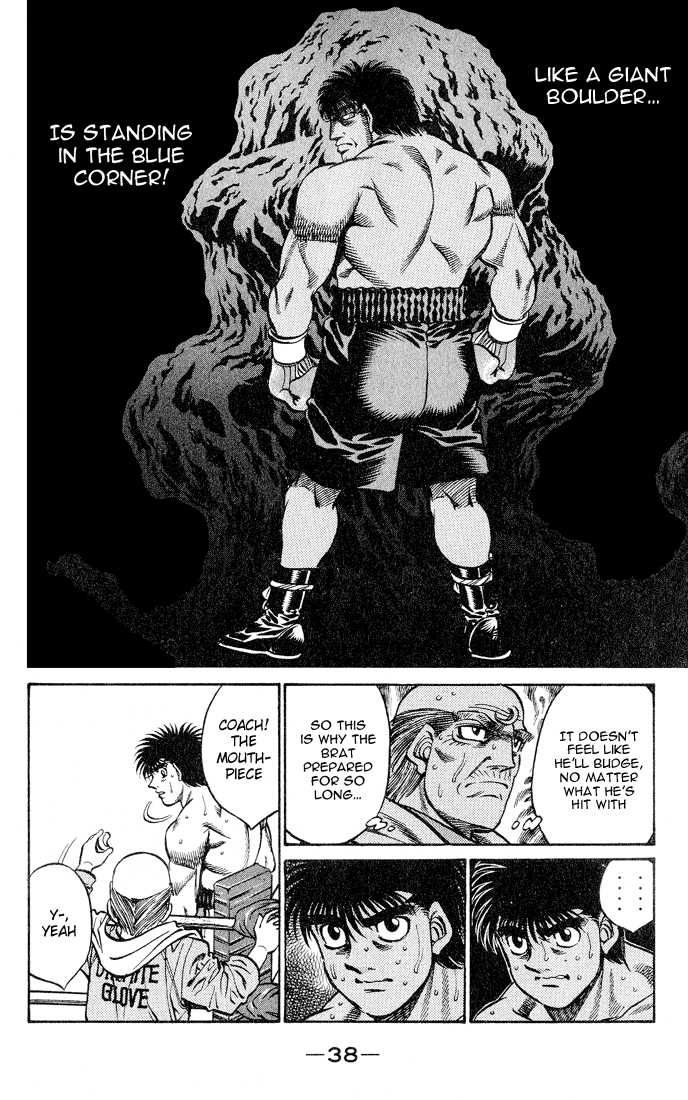 LIKE A GIANT
BOULDER...
IS STANDING
IN THE BLUE
CORNER!
IT DOESN'T
FEEL LIKE
HE'LL BUDGE,
NO MATTER
WHAT HE'S
HIT WITH
SO THIS
IS WHY THE
BRAT
PREPARED
FOR SO
LONG...
COACH!
THE
MOUTH-
PIECE
Y-,
YEAH
GLOVE
—38—